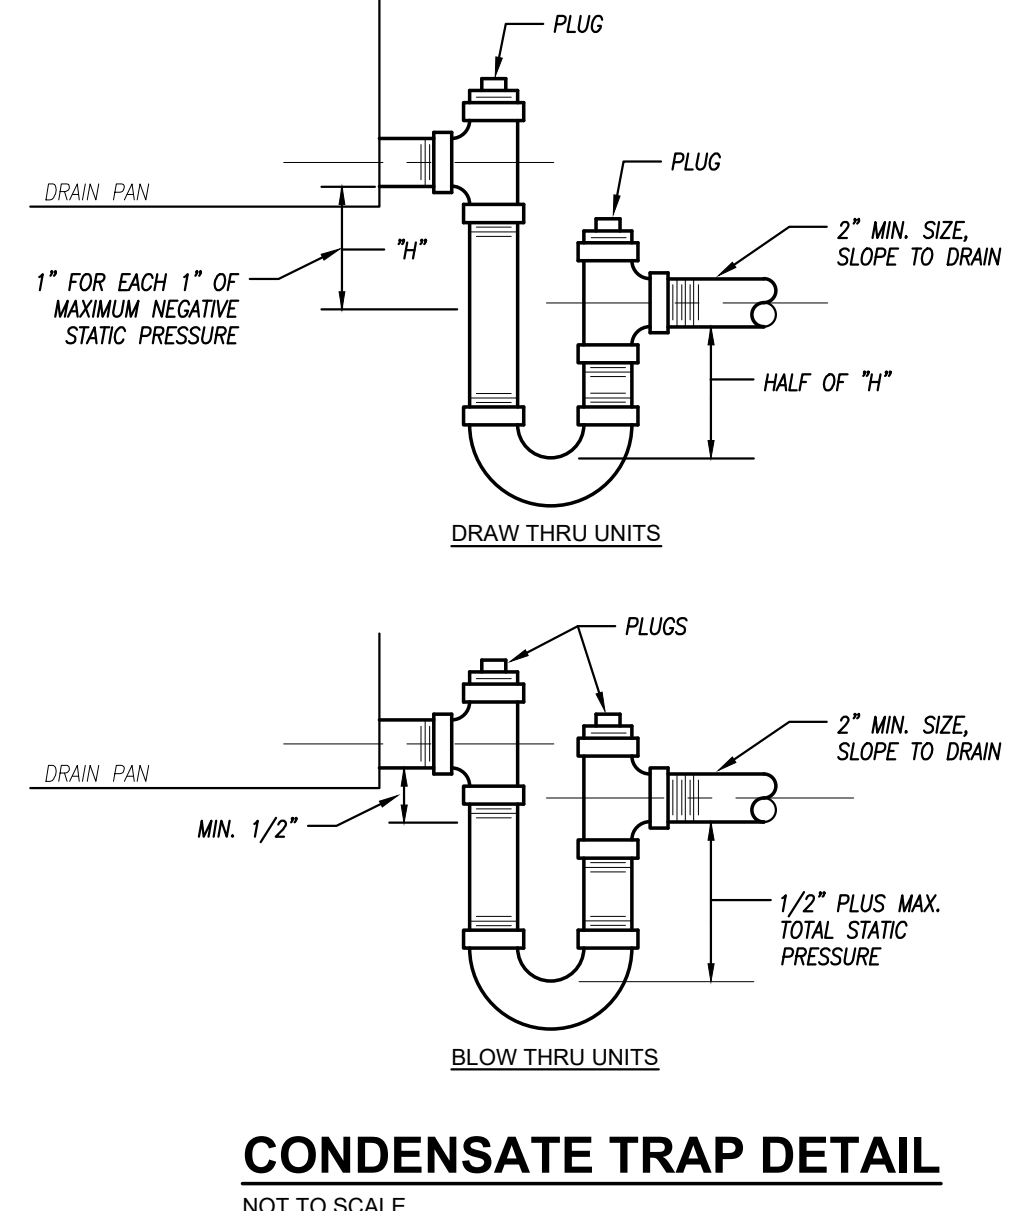 PLUG
PLUG
DRAIN PAN
2" MIN. SIZE,
SLOPE TO DRAIN
"H"
1" FOR EACH 1" OF
MAXIMUM NEGATIVE
STATIC PRESSURE
HALF OF "H"
DRAW THRU UNITS
PLUGS
2" MIN. SIZE,
SLOPE TO DRAIN
DRAIN PAN
MIN. 1/2"
1/2" PLUS MAX.
TOTAL STATIC
PRESSURE
BLOW THRU UNITS
CONDENSATE TRAP DETAIL
NOT TO SCALE